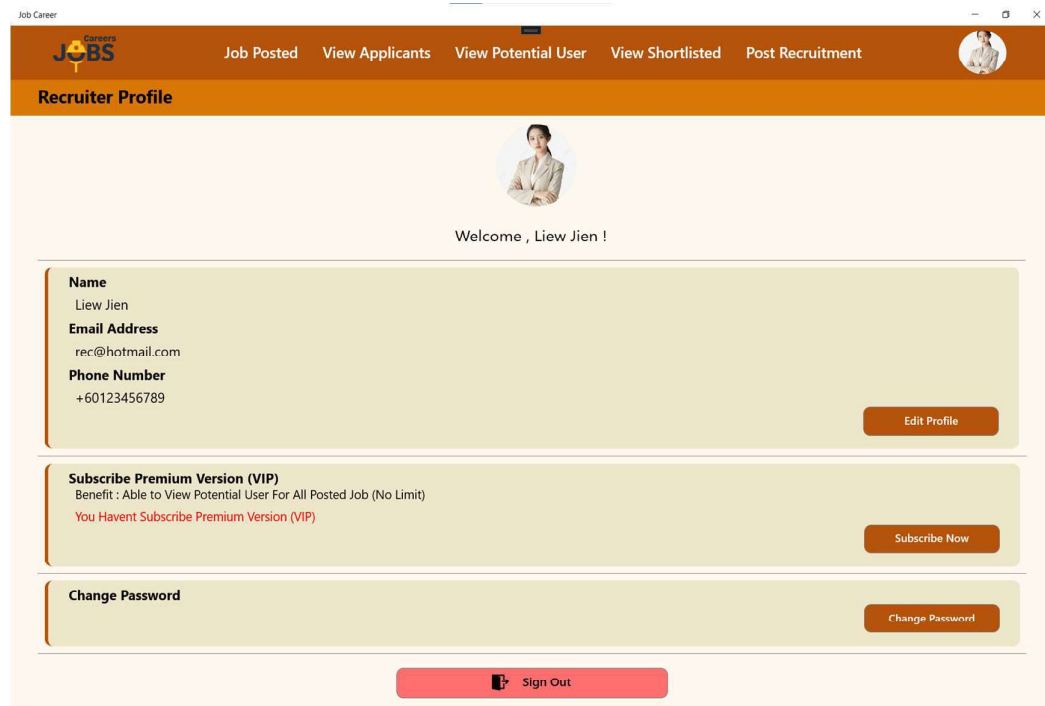 Job Career
Careers
JOBS
Job Posted View Applicants View Potential User View Shortlisted Post Recruitment
Recruiter Profile
Welcome , Liew Jien !
Name
Liew Jien
Email Address
rec@hotmail.com
Phone Number
+60123456789
Edit Profile
Subscribe Premium Version (VIP)
Benefit : Able to View Potential User For All Posted Job (No Limit)
You Havent Subscribe Premium Version (VIP)
Subscribe Now
Change Password
Change Password
Sign Out